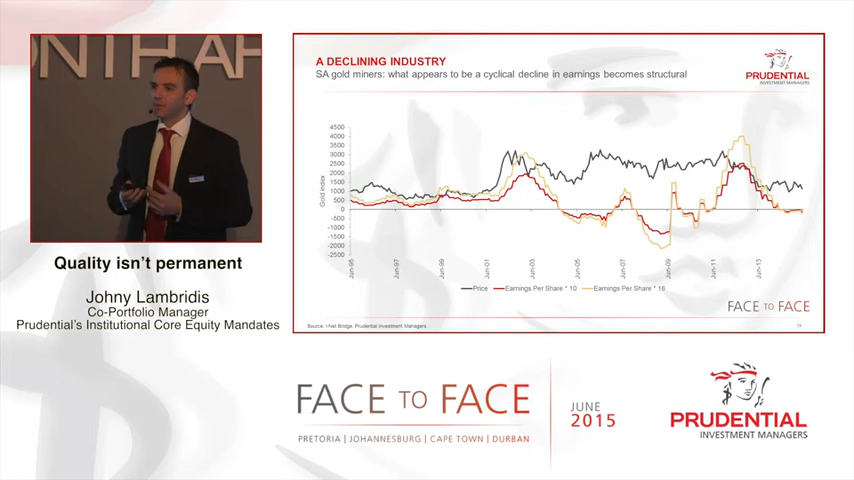 ONTHAF
Quality isn't permanent
Johny Lambridis
Co-Portfolio Manager
Prudential's Institutional Core Equity Mandates
A DECLINING INDUSTRY
SA gold miners: what appears to be a cyclical decline in earnings becomes structural
PRUDENTIAL
INVESTMENT MANAGERS
Gold Index
4500
4000
3500
3000
2500
2000
1500
1000
500
0
-500
-1000
-1500
-2000
-2500
Jun-95
Jun-97
Jun-99
Jun-01
Jun-03
Jun-05
Jun-07
Jun-09
Jun-11
Jun-13
Price Earnings Per Share * 10 Earnings Per Share * 16
FACE TO FACE
Source: I-Net Bridge, Prudential Investment Managers
FACE TO FACE
PRETORIA | JOHANNESBURG | CAPE TOWN | DURBAN
JUNE
2015
PRUDENTIAL
INVESTMENT MANAGERS